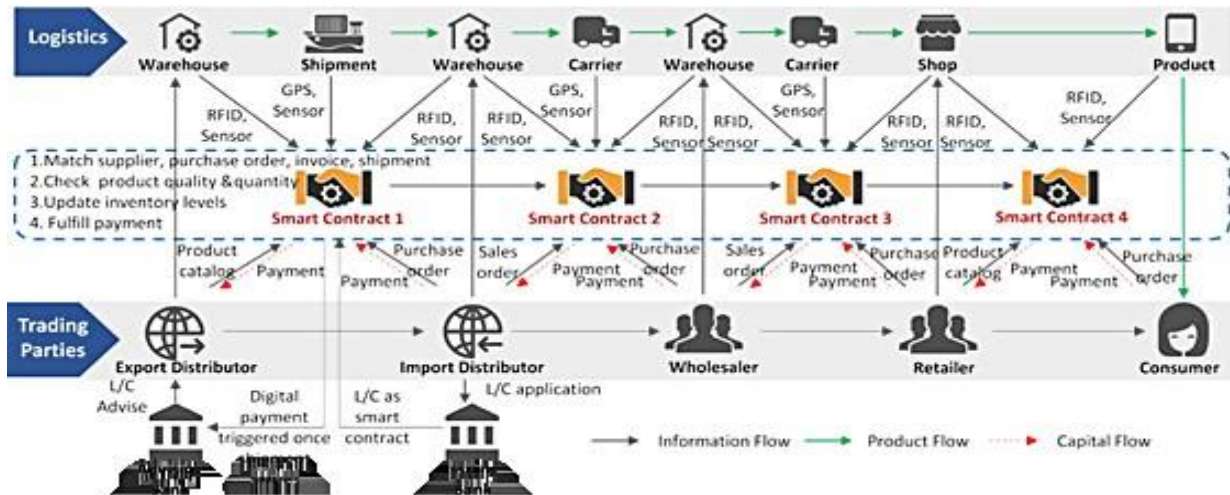 Logistics
Warehouse
Shipment
Warehouse
Carrier
Warehouse
Carrier
Shop
Product
RFID,
Sensor
GPS,
Sensor
RFID,
Sensor
RFID,
Sensor
GPS,
Sensor
RFID,
Sensor
RFID,
Sensor
GPS,
Sensor
RFID,
Sensor
RFID,
Sensor
RFID,
Sensor
1.Match supplier, purchase order, invoice, shipment
2.Check product quality &quantity
3.Update inventory levels
4. Fulfill payment
Smart Contract 1
Smart Contract 2
Smart Contract 3
Smart Contract 4
Product
catalog
Payment
Payment
Purchase
order
Sales
order
Payment
Payment
Purchase
order
Sales
order
Payment
Payment
Purchase
order
Product
catalog
Payment
Payment
Purchase
order
Trading
Parties
Export Distributor
Import Distributor
Wholesaler
Retailer
Consumer
L/C
Advise
Digital
payment
triggered once
shipment
L/C as
smart
contract
L/C application
Information Flow
Product Flow
Capital Flow